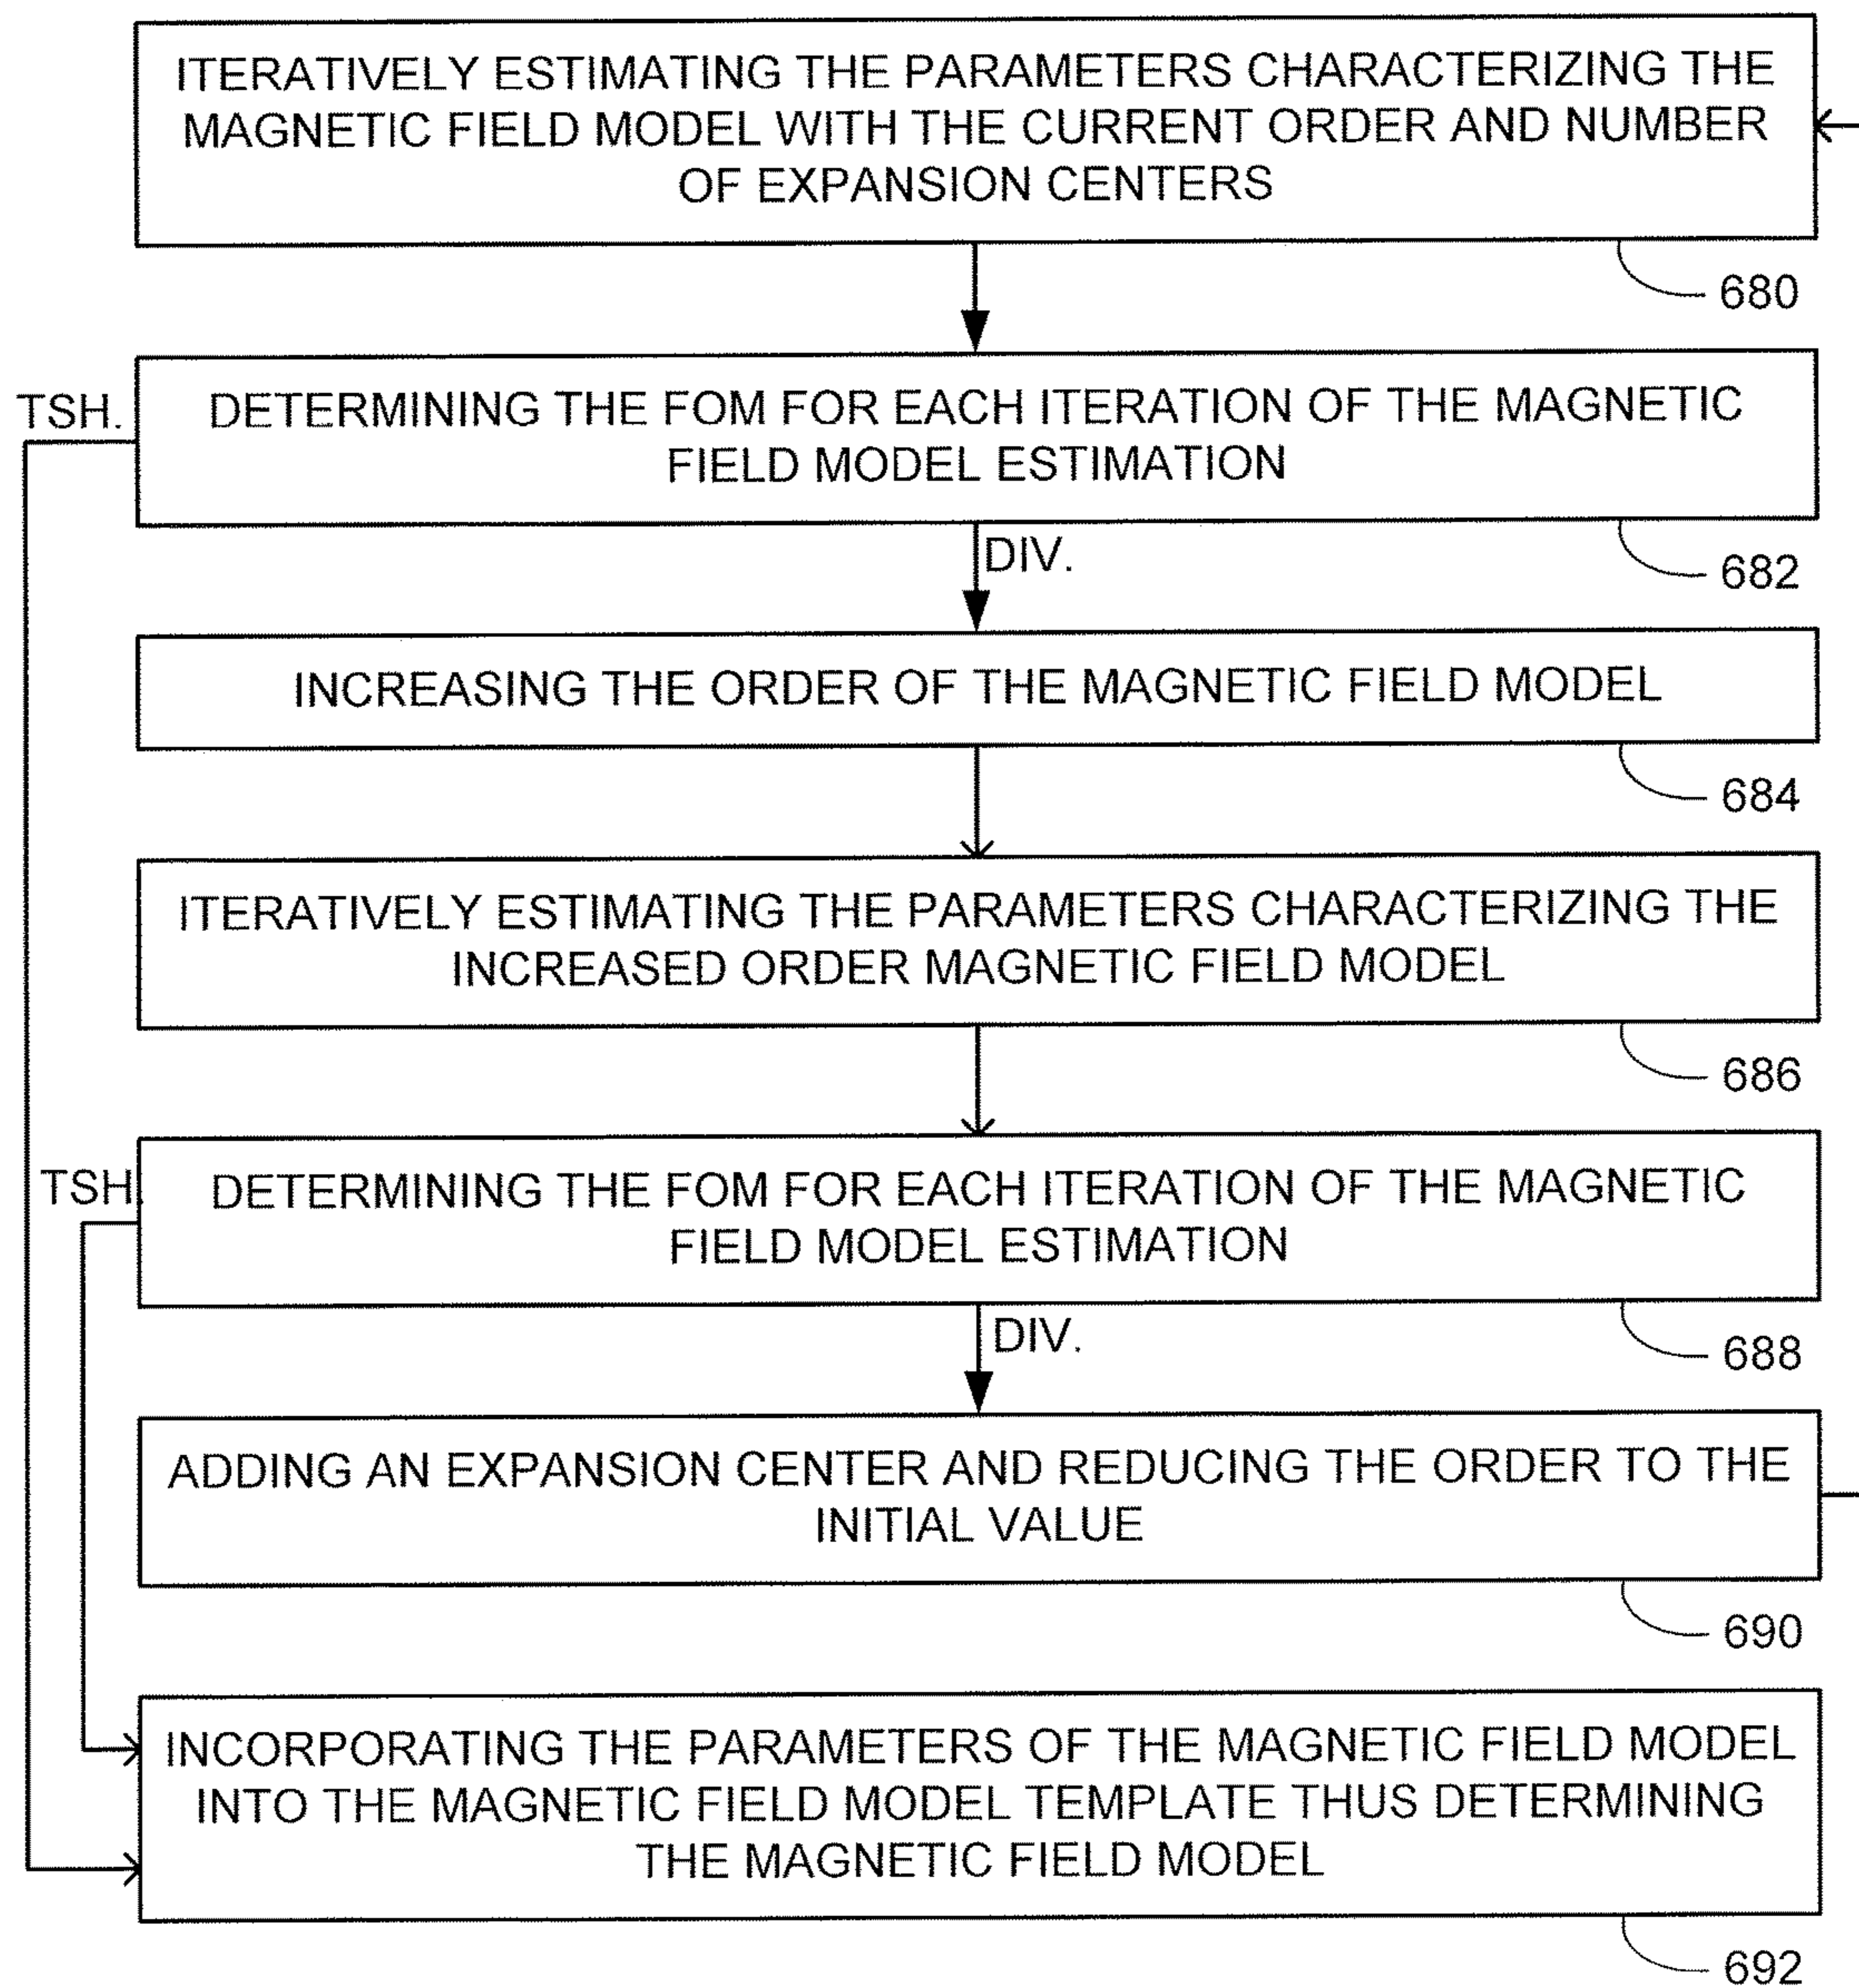 ITERATIVELY ESTIMATING THE PARAMETERS CHARACTERIZING THE
MAGNETIC FIELD MODEL WITH THE CURRENT ORDER AND NUMBER
OF EXPANSION CENTERS
680
TSH.
DETERMINING THE FOM FOR EACH ITERATION OF THE MAGNETIC
FIELD MODEL ESTIMATION
682
DIV.
INCREASING THE ORDER OF THE MAGNETIC FIELD MODEL
684
ITERATIVELY ESTIMATING THE PARAMETERS CHARACTERIZING THE
INCREASED ORDER MAGNETIC FIELD MODEL
686
TSH.
DETERMINING THE FOM FOR EACH ITERATION OF THE MAGNETIC
FIELD MODEL ESTIMATION
688
DIV.
ADDING AN EXPANSION CENTER AND REDUCING THE ORDER TO THE
INITIAL VALUE
690
INCORPORATING THE PARAMETERS OF THE MAGNETIC FIELD MODEL
INTO THE MAGNETIC FIELD MODEL TEMPLATE THUS DETERMINING
THE MAGNETIC FIELD MODEL
692